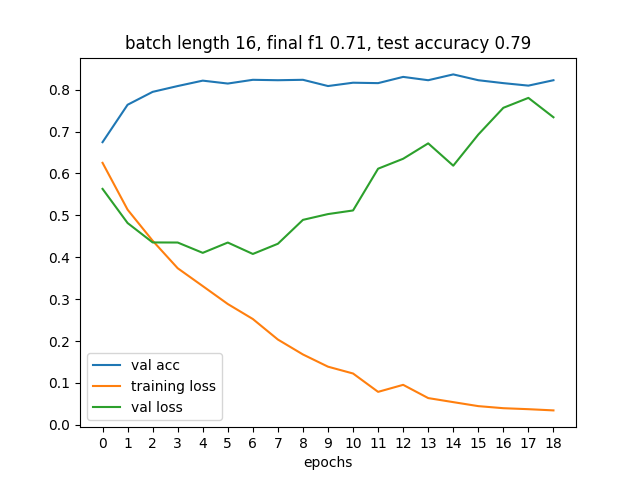 batch length 16, final f1 0.71, test accuracy 0.79
0.8
0.7
0.6
0.5
0.4
0.3
0.2
0.1
0.0
val acc
training loss
val loss
0 1 2 3 4 5 6 7 8 9 10 11 12 13 14 15 16 17 18
epochs